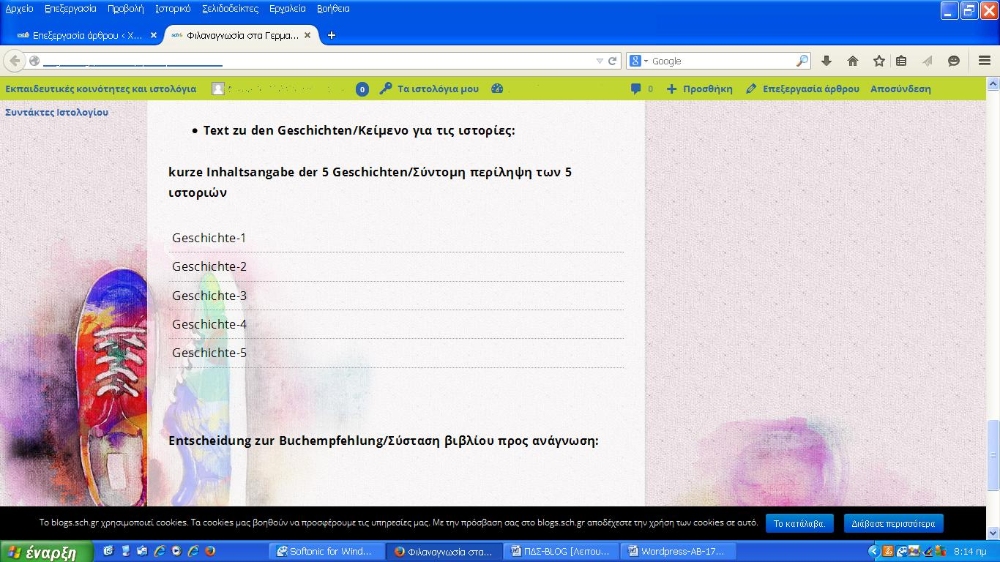 Αρχείο Επεξεργασία Προβολή Ιστορικό Σελιδοδείκτες Εργαλεία Βοήθεια
Επεξεργασία άρθρου ‹ Χ... Φιλαναγνωσία στα Γερμα...
Google
Εκπαιδευτικές κοινότητες και ιστολόγια 0 Τα ιστολόγια μου 0 Προσθήκη Επεξεργασία άρθρου Αποσύνδεση
Συντάκτες Ιστολογίου
• Text zu den Geschichten/Κείμενο για τις ιστορίες:
kurze Inhaltsangabe der 5 Geschichten/Σύντομη περίληψη των 5
ιστοριών
Geschichte-1
Geschichte-2
Geschichte-3
Geschichte-4
Geschichte-5
Entscheidung zur Buchempfehlung/Σύσταση βιβλίου προς ανάγνωση:
Το blogs.sch.gr χρησιμοποιεί cookies. Τα cookies μας βοηθούν να προσφέρουμε τις υπηρεσίες μας. Με την πρόσβαση σας στο blogs.sch.gr αποδέχεστε την χρήση των cookies σε αυτό. Το κατάλαβα. Διάβασε περισσότερα
έναρξη Softonic for Wind... Φιλαναγνωσία στα... ΠΔΣ-BLOG [Λειτου... Wordpress-AB-17... 8:14 πμ